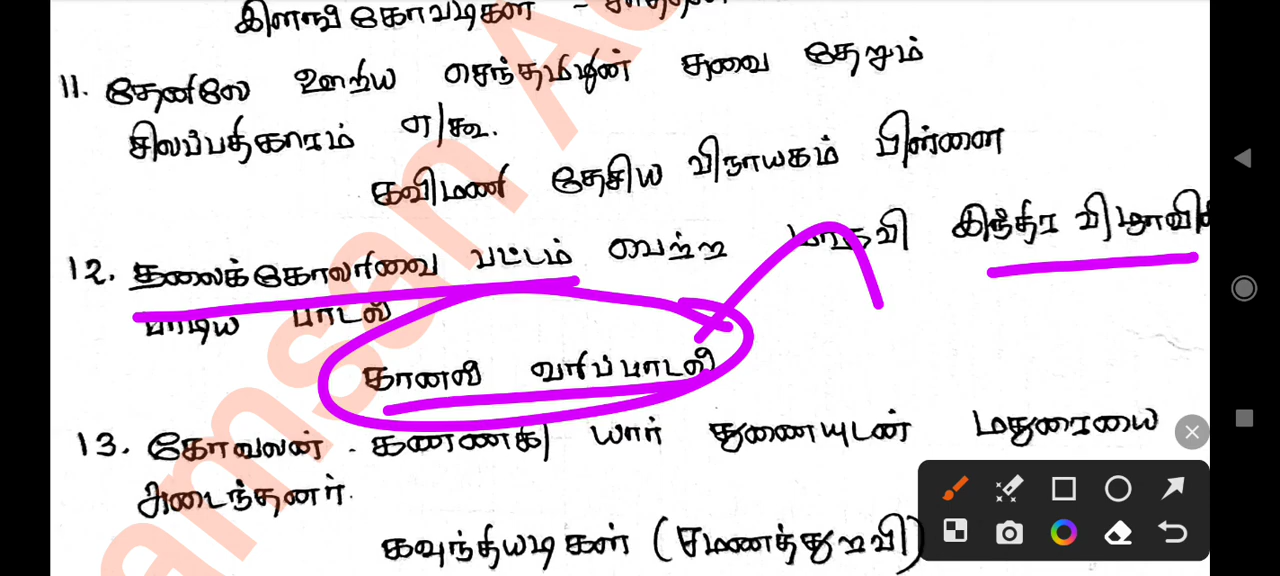 இளங்கோவடிகள் -
11. தேனிலே ஊறிய செந்தமிழின் சுவை தேறும்
சிலப்பதிகாரம் எ/கூ.
கவிமணி தேசிய விநாயகம் பிள்ளை
12. தலைக்கோலரிவை பட்டம் பெற்ற மாதவி இந்திர விழாவில்
பாடிய பாடல்
கானல் வரிப்பாடல்
13. கோவலன் - கண்ணகி யார் துணையுடன் மதுரையை
அடைந்தனர்.
கவுந்தியடிகள் (சமணத்துறவி)